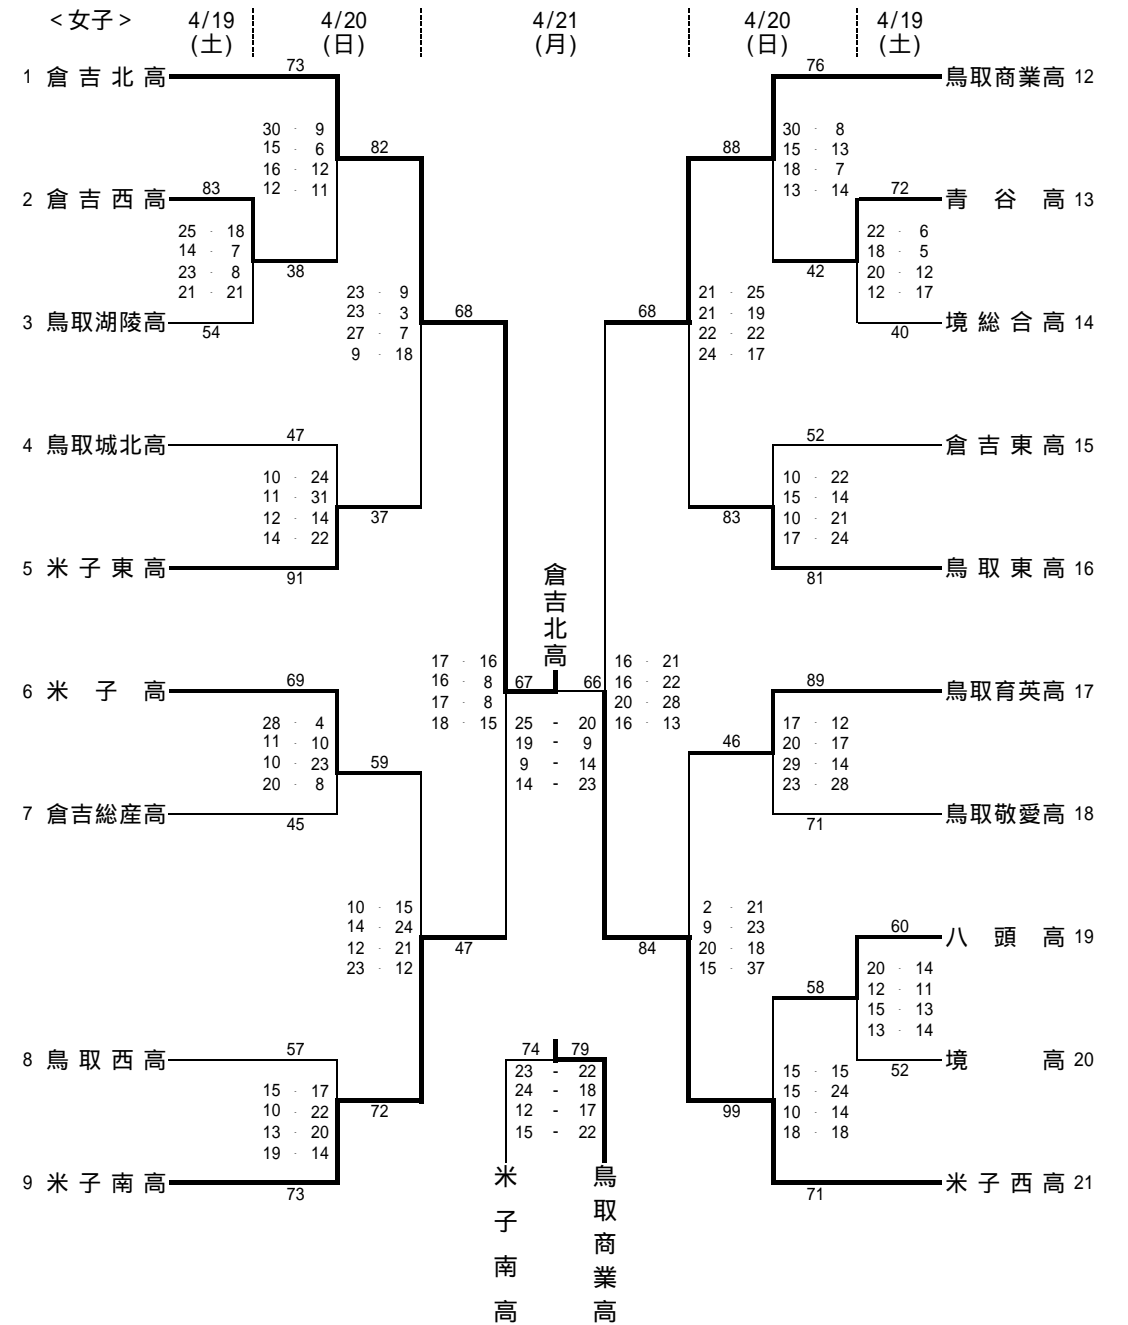 <女子>
4/19
(土)
4/20
(日)
4/21
(月)
4/20
(日)
4/19
(土)
1 倉吉北高
73
30 - 9
15 - 6
16 - 12
12 - 11
82
2 倉吉西高
83
25 - 18
14 - 7
23 - 8
21 - 21
38
3 鳥取湖陵高
54
23 - 9
23 - 3
27 - 7
9 - 18
68
4 鳥取城北高
47
10 - 24
11 - 31
12 - 14
14 - 22
37
5 米子東高
91
17 - 16
16 - 8
17 - 8
18 - 15
6 米子高
69
28 - 4
11 - 10
10 - 23
20 - 8
59
7 倉吉総産高
45
10 - 15
14 - 24
12 - 21
23 - 12
47
8 鳥取西高
57
15 - 17
10 - 22
13 - 20
19 - 14
72
9 米子南高
73
倉吉北高
67 66
25 - 20
19 - 9
9 - 14
14 - 23
74 79
23 - 22
24 - 18
12 - 17
15 - 22
米子南高
鳥取商業高
76
鳥取商業高 12
88
30 - 8
15 - 13
18 - 7
13 - 14
72
青谷高 13
22 - 6
18 - 5
20 - 12
12 - 17
42
境総合高 14
40
68
21 - 25
21 - 19
22 - 22
24 - 17
52
倉吉東高 15
10 - 22
15 - 14
10 - 21
17 - 24
83
鳥取東高 16
81
16 - 21
16 - 22
20 - 28
16 - 13
89
鳥取育英高 17
17 - 12
20 - 17
29 - 14
23 - 28
46
鳥取敬愛高 18
71
2 - 21
9 - 23
20 - 18
15 - 37
84
60
八頭高 19
20 - 14
12 - 11
15 - 13
13 - 14
58
境高 20
52
15 - 15
15 - 24
10 - 14
18 - 18
99
米子西高 21
71